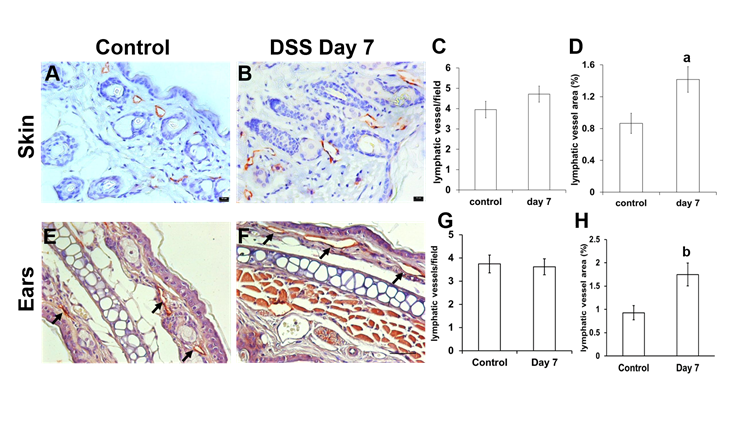 Control DSS Day 7
Skin
A
B
C
lymphatic vessel/field
6
5
4
3
2
1
0
control day 7
D
lymphatic vessel area (%)
1.6
1.2
0.8
0.4
0
a
control day 7
Ears
E
F
G
lymphatic vessels/field
5
4
3
2
1
0
Control Day 7
H
lymphatic vessel area (%)
2.5
2
1.5
1
0.5
0
b
Control Day 7